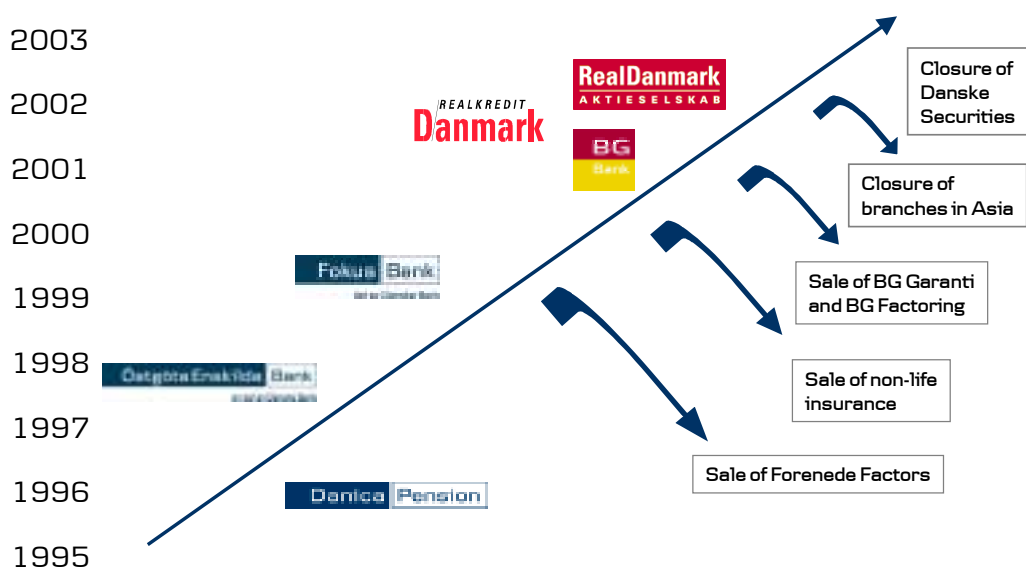 2003
2002
2001
2000
1999
1998
1997
1996
1995
REALKREDIT
Danmark
RealDanmark
AKTIESELSKAB
BG
Bank
Fokus Bank
Östgöta Enskilda Bank
Danica Pension
Closure of
Danske
Securities
Closure of
branches in Asia
Sale of BG Garanti
and BG Factoring
Sale of non-life
insurance
Sale of Forenede Factors